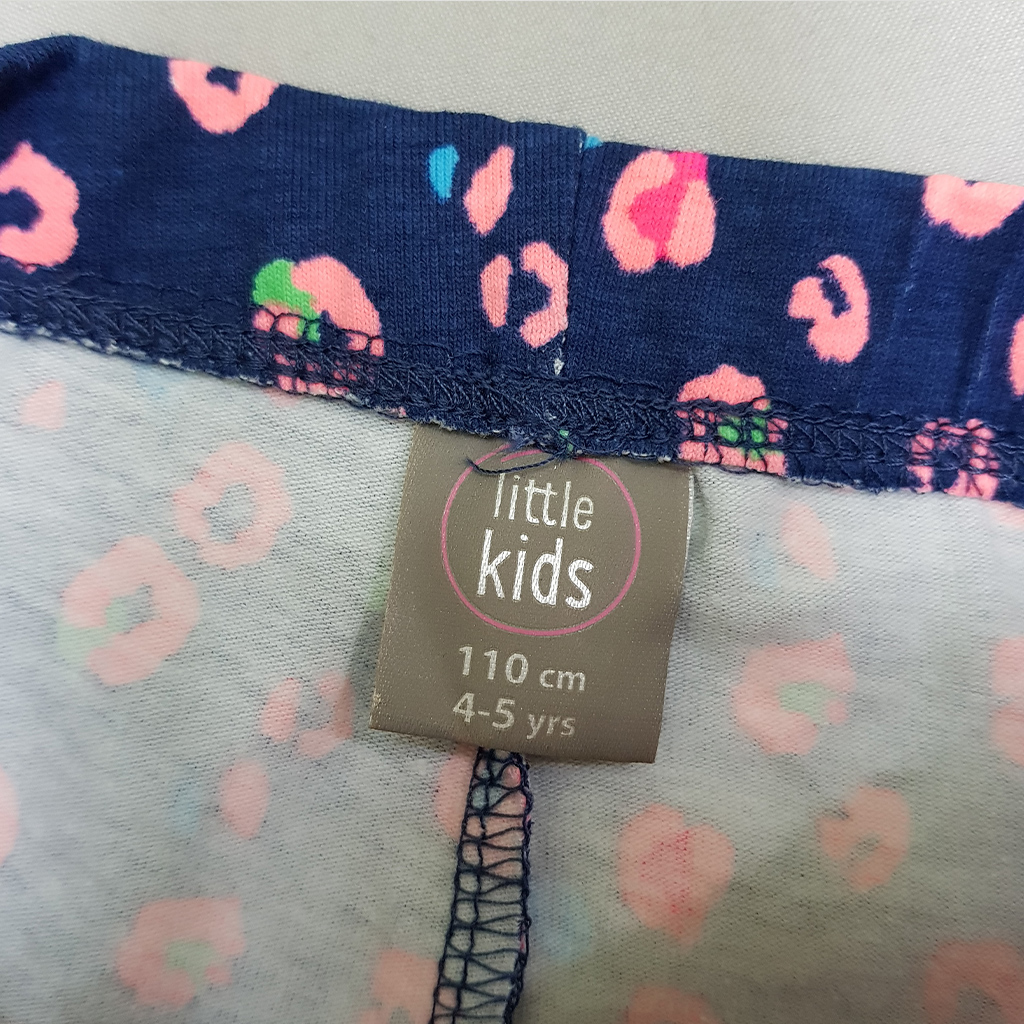 little
kids
110 cm
4-5 yrs